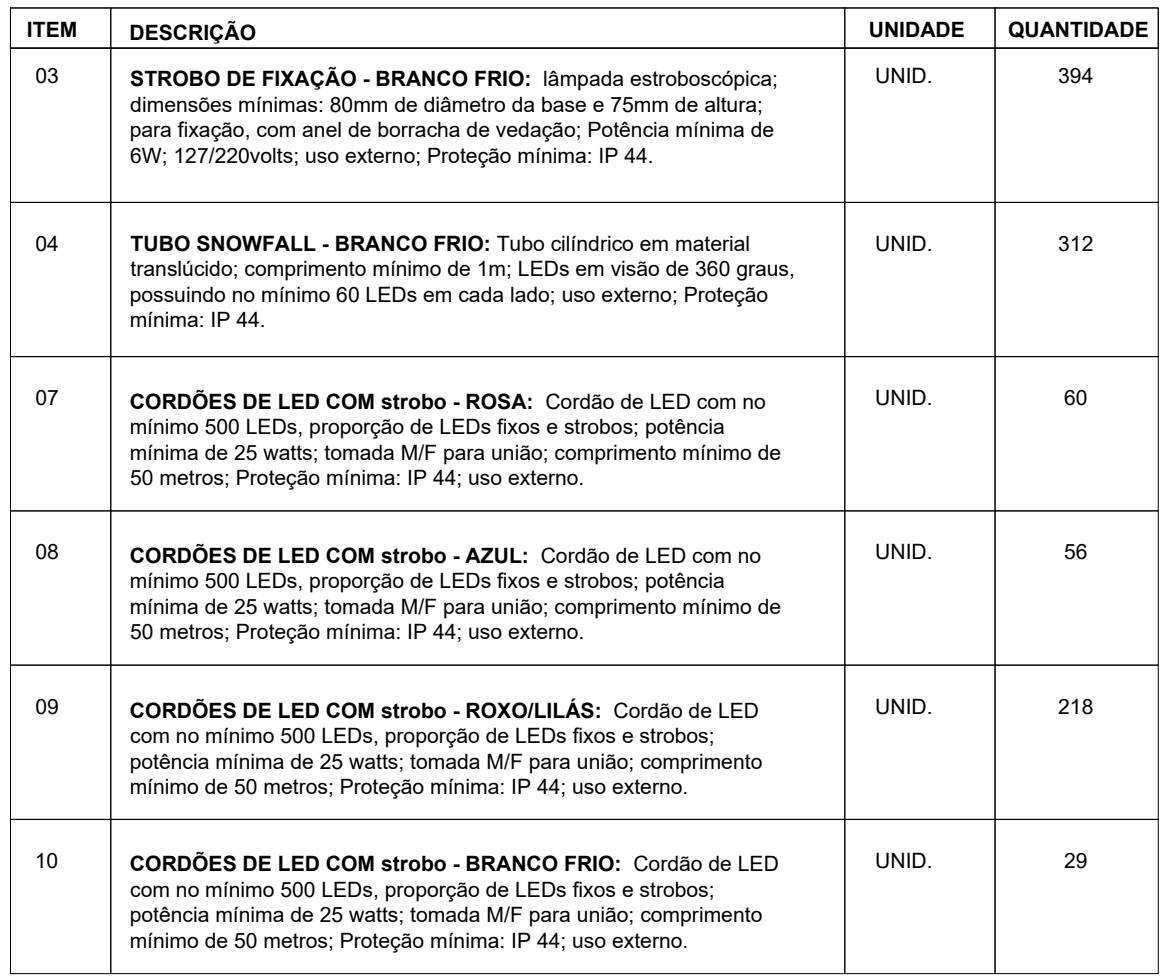 ITEM DESCRIÇÃO UNIDADE QUANTIDADE
03 STROBO DE FIXAÇÃO - BRANCO FRIO: lâmpada estroboscópica; UNID. 394
dimensões mínimas: 80mm de diâmetro da base e 75mm de altura;
para fixação, com anel de borracha de vedação; Potência mínima de
6W; 127/220volts; uso externo; Proteção mínima: IP 44.
04 TUBO SNOWFALL - BRANCO FRIO: Tubo cilíndrico em material UNID. 312
translúcido; comprimento mínimo de 1m; LEDs em visão de 360 graus,
possuindo no mínimo 60 LEDs em cada lado; uso externo; Proteção
mínima: IP 44.
07 CORDÕES DE LED COM strobo - ROSA: Cordão de LED com no UNID. 60
mínimo 500 LEDs, proporção de LEDs fixos e strobos; potência
mínima de 25 watts; tomada M/F para união; comprimento mínimo de
50 metros; Proteção mínima: IP 44; uso externo.
08 CORDÕES DE LED COM strobo - AZUL: Cordão de LED com no UNID. 56
mínimo 500 LEDs, proporção de LEDs fixos e strobos; potência
mínima de 25 watts; tomada M/F para união; comprimento mínimo de
50 metros; Proteção mínima: IP 44; uso externo.
09 CORDÕES DE LED COM strobo - ROXO/LILÁS: Cordão de LED UNID. 218
com no mínimo 500 LEDs, proporção de LEDs fixos e strobos;
potência mínima de 25 watts; tomada M/F para união; comprimento
mínimo de 50 metros; Proteção mínima: IP 44; uso externo.
10 CORDÕES DE LED COM strobo - BRANCO FRIO: Cordão de LED UNID. 29
com no mínimo 500 LEDs, proporção de LEDs fixos e strobos;
potência mínima de 25 watts; tomada M/F para união; comprimento
mínimo de 50 metros; Proteção mínima: IP 44; uso externo.